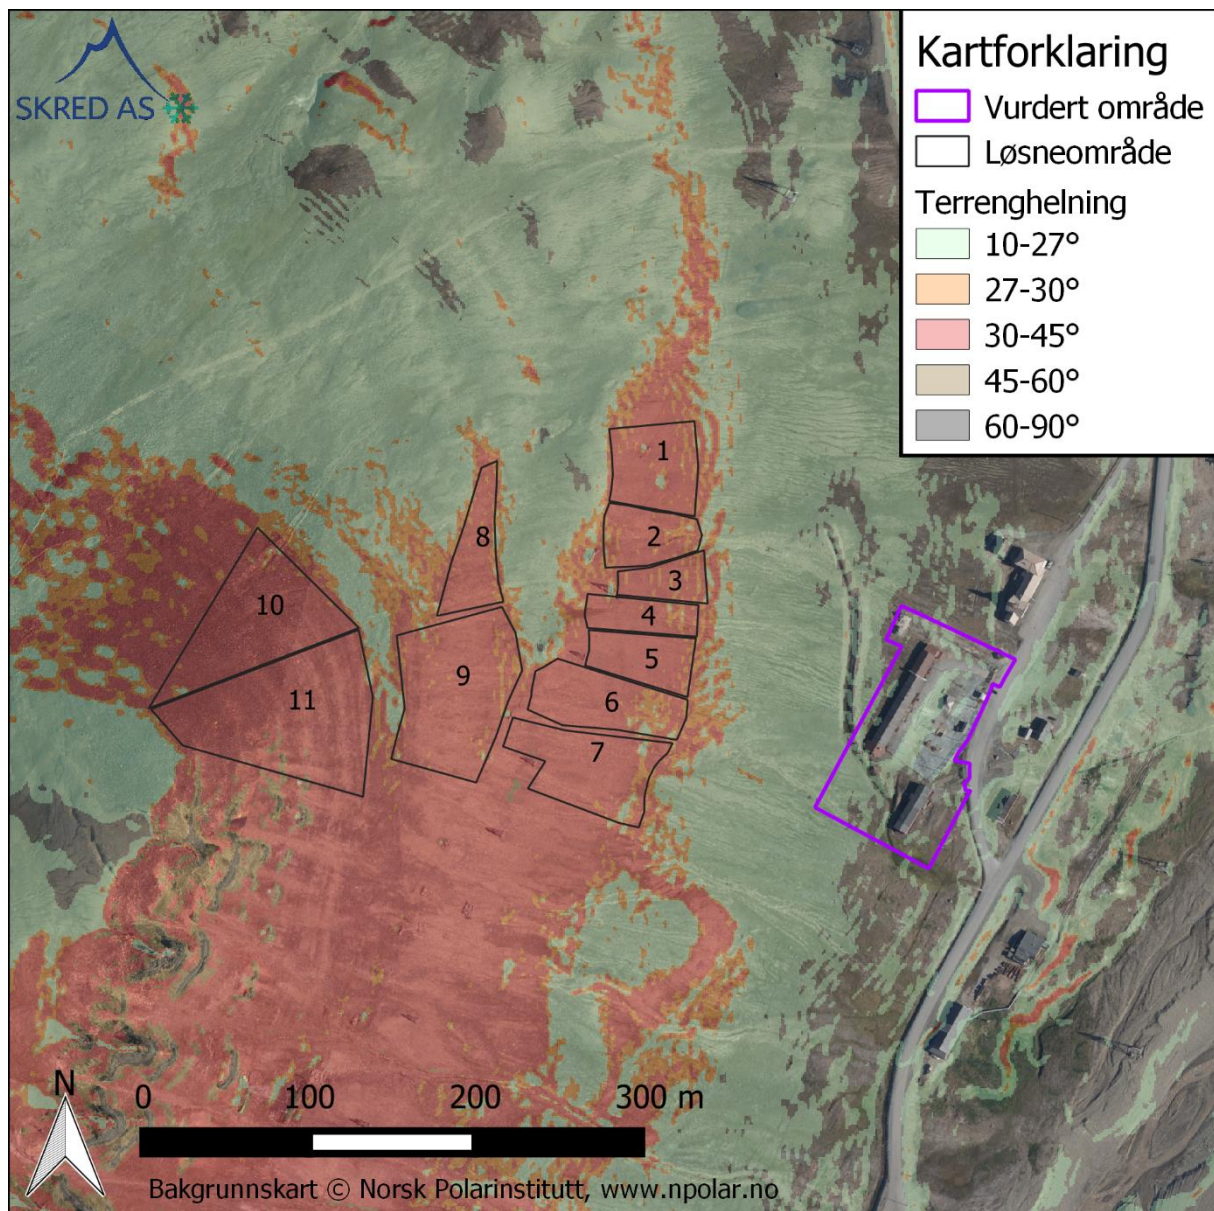 SKRED AS
Kartforklaring
Vurdert område
Løsneområde
Terrenghelning
10-27°
27-30°
30-45°
45-60°
60-90°
1
2
3
4
5
6
7
8
9
10
11
N
0 100 200 300 m
Bakgrunnskart © Norsk Polarinstitutt, www.npolar.no